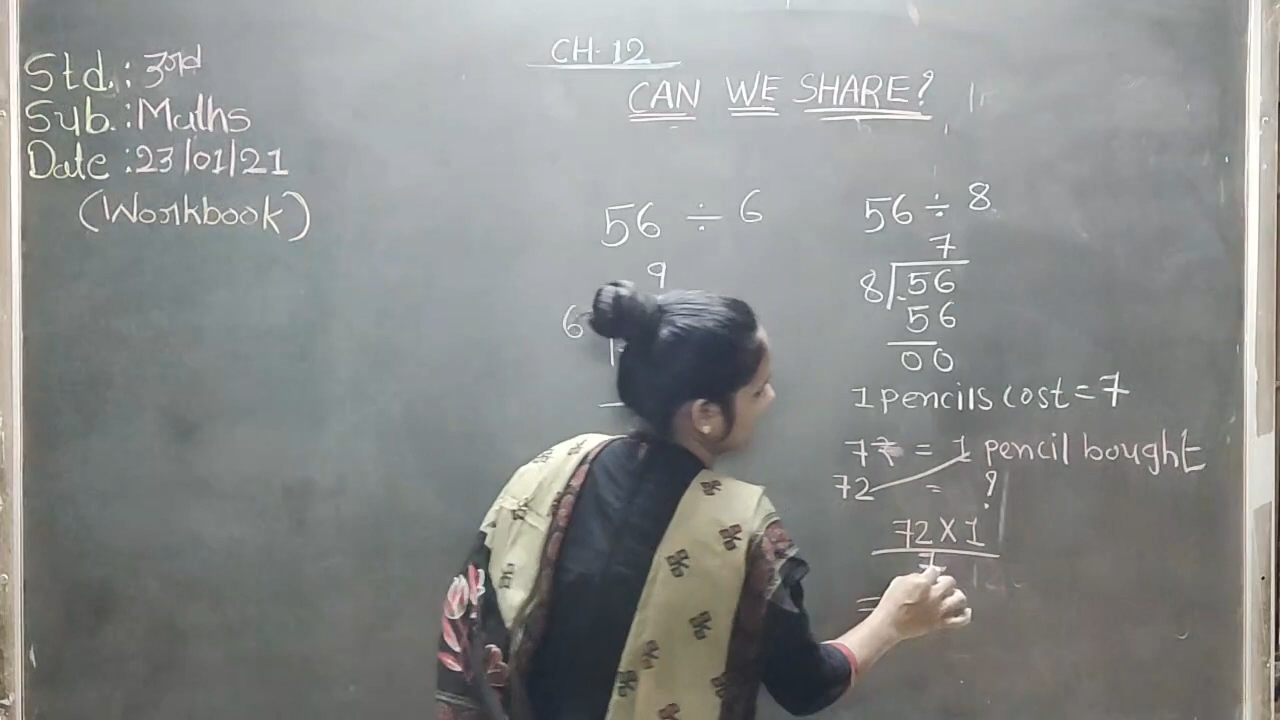 Std.: 3rd
Sub.: Maths
Date: 23/01/21
(Workbook)
CH. 12
CAN WE SHARE?
56 ÷ 6
9
6
56 ÷ 8
7
8 56
56
00
1 pencils cost = 7
7 = 1 pencil bought
72 = ?
72 X 1
=